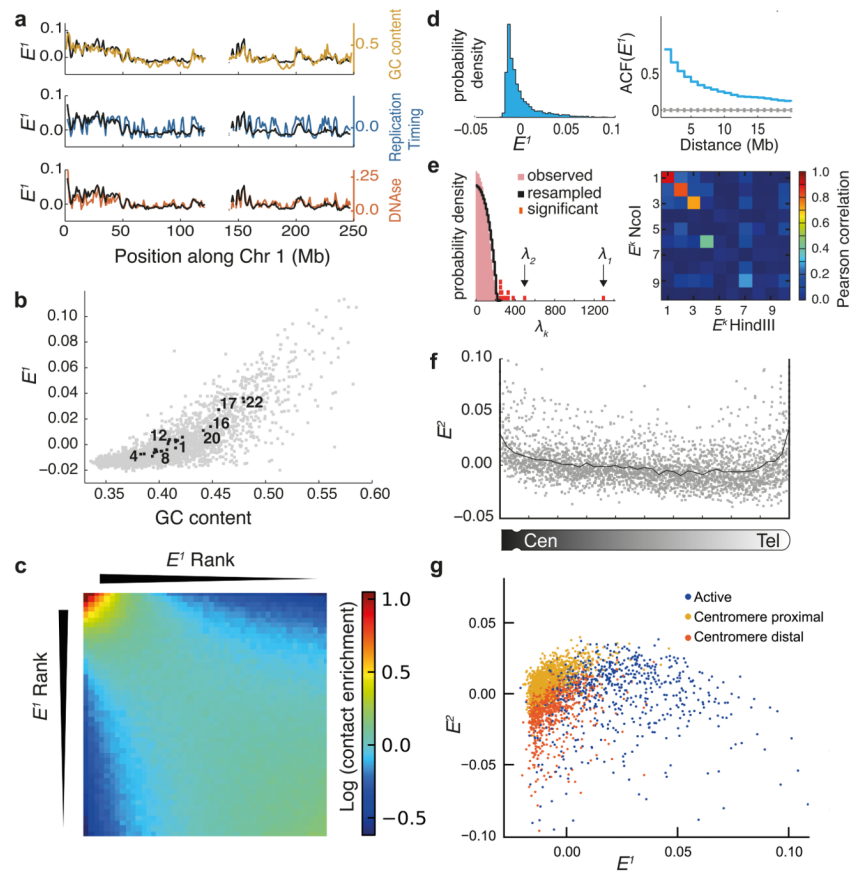 a
0.1
0.0
E¹
0.5
GC content
0.1
0.0
E¹
0.0
Replication
Timing
0.1
0.0
E¹
1.25
0.0
DNAse
0 50 100 150 200 250
Position along Chr 1 (Mb)
b
0.10
0.08
0.06
0.04
0.02
0.00
−0.02
E¹
17 22
16
12
20
1
4 8
0.35 0.40 0.45 0.50 0.55 0.60
GC content
c
E¹ Rank
E¹ Rank
1.0
0.5
0.0
−0.5
Log (contact enrichment)
d
probability
density
−0.05 0 0.05 0.1
E¹
ACF(E¹)
0.5
0
5 10 15
Distance (Mb)
e
probability density
observed
resampled
significant
λ₂ λ₁
0 400 800 1200
λₖ
1
3
5
7
9
Eᵏ NcoI
1 3 5 7 9
Eᵏ HindIII
1.0
0.8
0.6
0.4
0.2
0.0
Pearson correlation
f
0.10
0.05
0.00
−0.05
E²
Cen Tel
g
Active
Centromere proximal
Centromere distal
0.05
0.00
−0.05
−0.10
E²
0.00 0.05 0.10
E¹